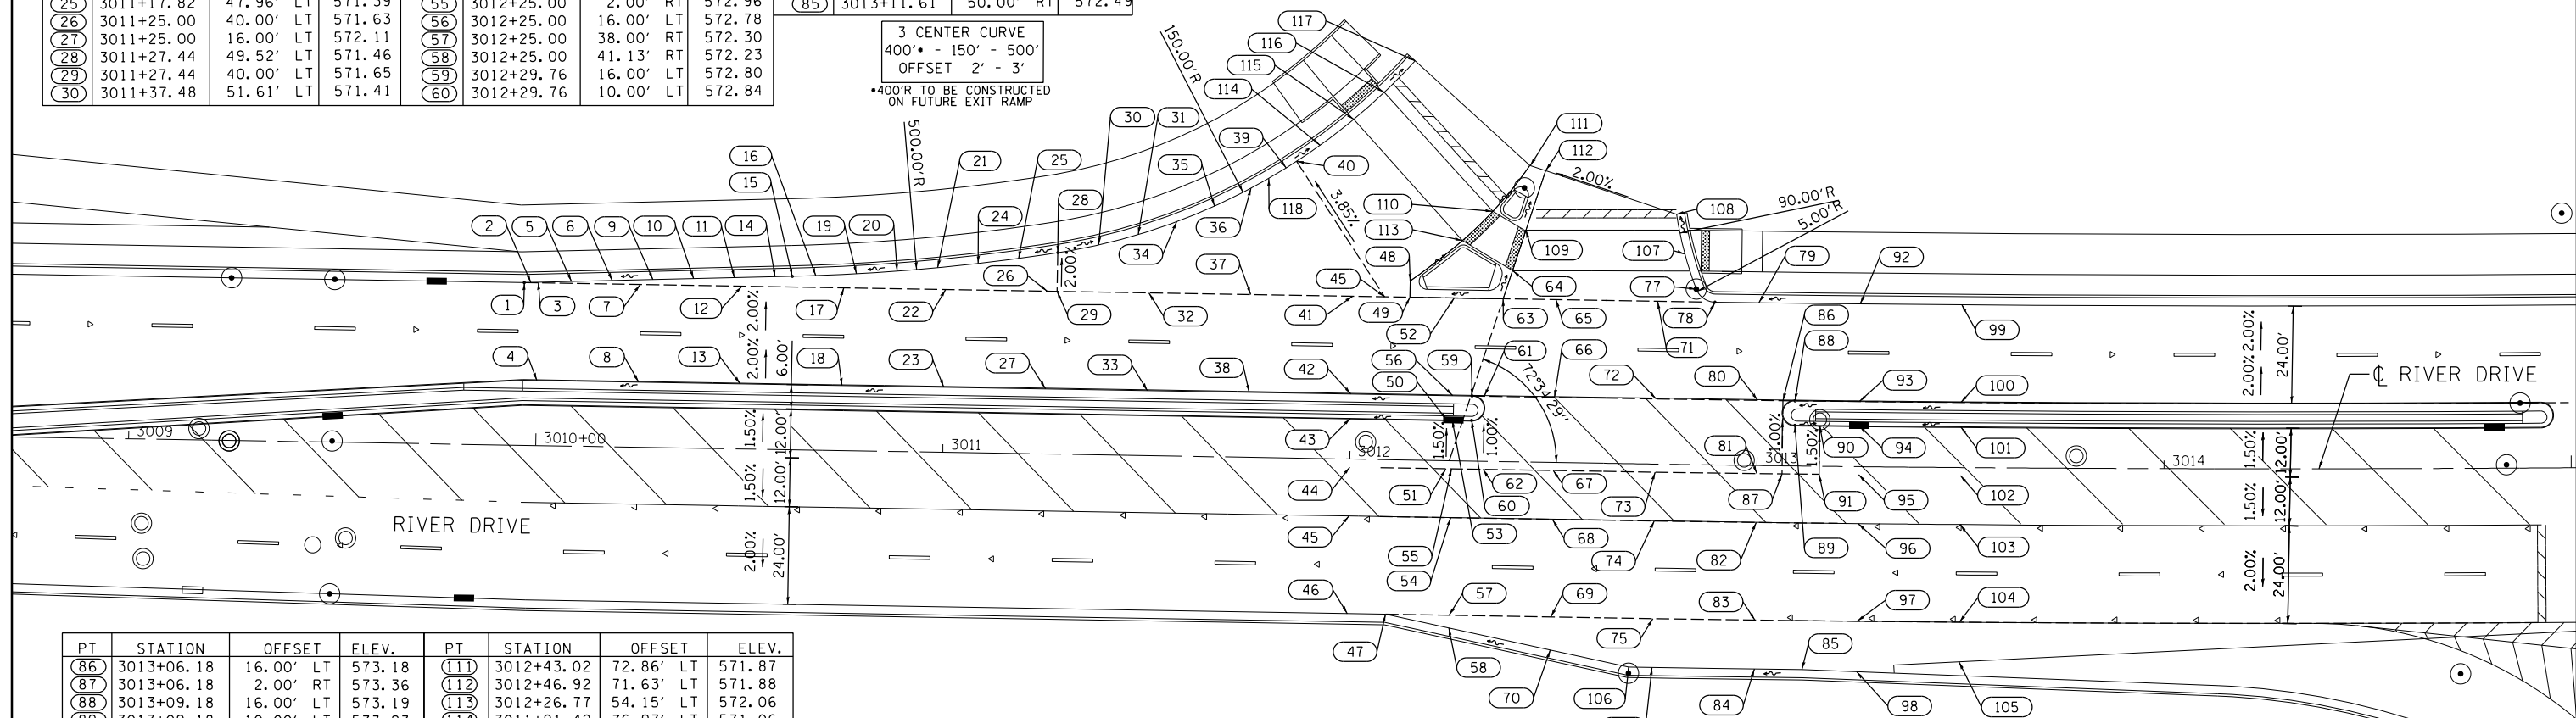 25 3011+17.82 47.96' LT 571.39 55 3012+25.00 2.00' RT 572.96 85 3013+11.61 50.00' RT 572.49
26 3011+25.00 40.00' LT 571.63 56 3012+25.00 16.00' LT 572.78
27 3011+25.00 16.00' LT 572.11 57 3012+25.00 38.00' RT 572.30
28 3011+27.44 49.52' LT 571.46 58 3012+25.00 41.13' RT 572.23
29 3011+27.44 40.00' LT 571.65 59 3012+29.76 16.00' LT 572.80
30 3011+37.48 51.61' LT 571.41 60 3012+29.76 10.00' LT 572.84
3 CENTER CURVE
400'* - 150' - 500'
OFFSET 2' - 3'
*400'R TO BE CONSTRUCTED
ON FUTURE EXIT RAMP
117
116
115
114
150.00'R
500.00'R
30 31 39 40
111
112
2.00%
16
15
21 25 35
28
110
113
108
90.00'R
5.00'R
2 5 6 9 10 11 14 19 20 24
34 36 118
3.85%
2.00%
109
107
26 37 45 48
64
77
79 92
1 3 7 12 17 22 29 32 41 49
52 63 65 71 78
86
88
99
2.00% 2.00%
6.00'
4 8 13 18 23 27 33 38 42
56 59 61 66
50
72°34'29"
72 80 93 100
2.00% 2.00%
24.00'
℄ RIVER DRIVE
3009 3010+00 3011 3012 3013 3014
1.50% 12.00'
1.50% 12.00'
43
1.50%
1.00%
81
1.00%
1.50%
90 94 101
1.50% 12.00'
1.50% 12.00'
44 51 62 67 73 87 91 95 102
60
RIVER DRIVE
45 53 68 74 82 89 96 103
55
54
2.00%
24.00'
2.00%
24.00'
46 57 69 83 97 104
47 58 75 85
70 106 84 98 105
PT STATION OFFSET ELEV. PT STATION OFFSET ELEV.
86 3013+06.18 16.00' LT 573.18 111 3012+43.02 72.86' LT 571.87
87 3013+06.18 2.00' RT 573.36 112 3012+46.92 71.63' LT 571.88
88 3013+09.18 16.00' LT 573.19 113 3012+26.77 54.15' LT 572.06